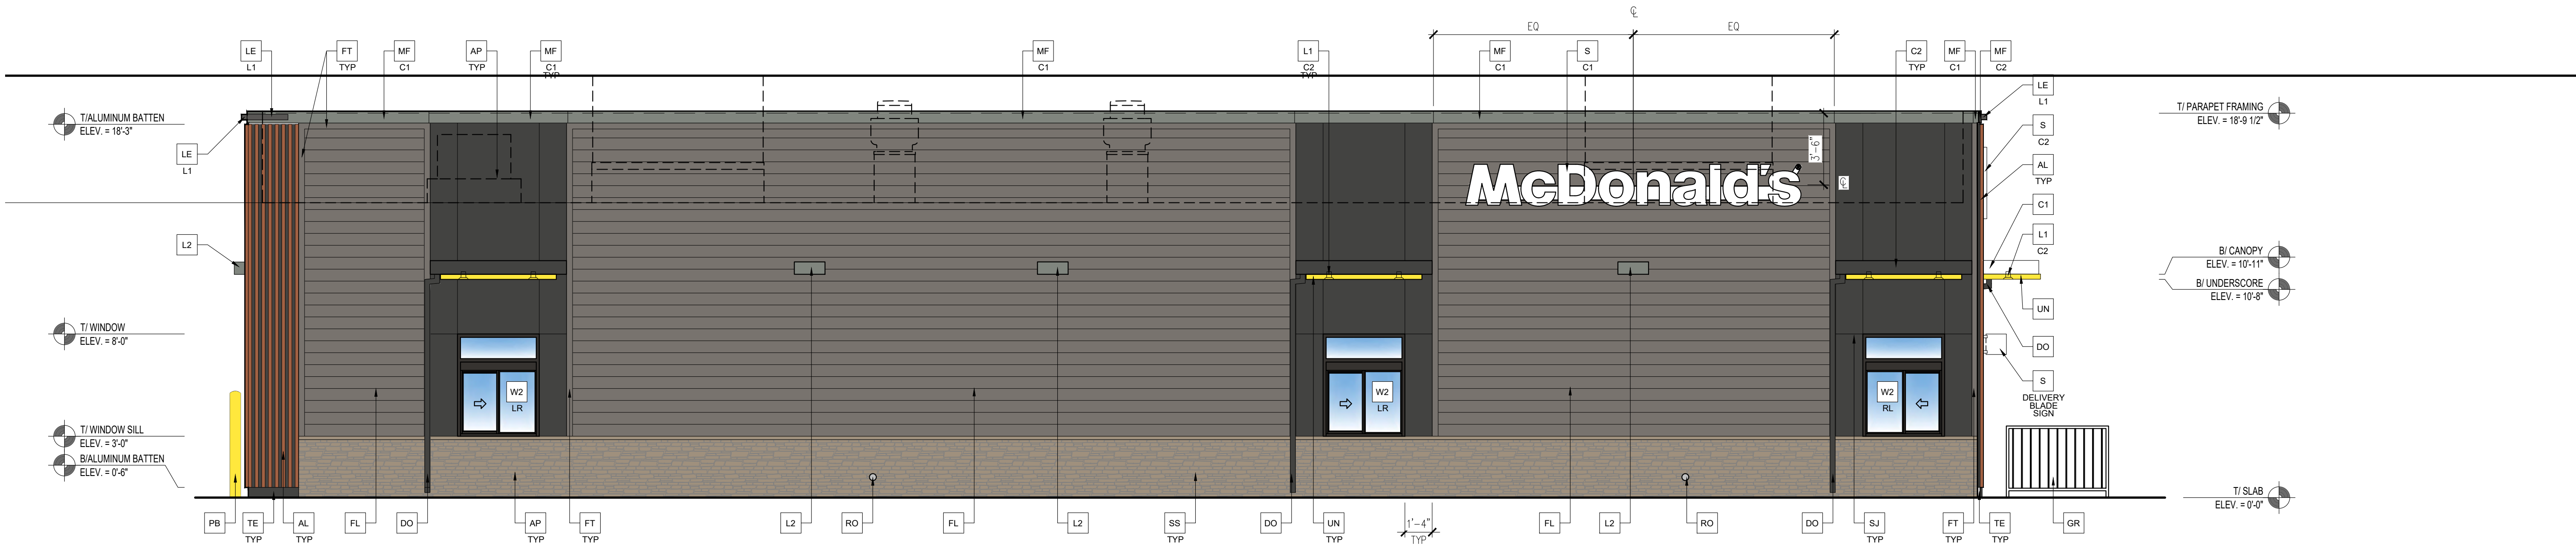 ℄
EQ EQ
LE
L1
FT
TYP
MF
C1
AP
TYP
MF
C1
TYP
MF
C1
L1
C2
TYP
MF
C1
S
C1
C2
TYP
MF
C1
MF
C2
LE
L1
T/ALUMINUM BATTEN
ELEV. = 18'-3"
T/ PARAPET FRAMING
ELEV. = 18'-9 1/2"
S
C2
LE
L1
3'-6"
℄
AL
TYP
McDonald's
C1
L2
L1
C2
B/ CANOPY
ELEV. = 10'-11"
B/ UNDERSCORE
ELEV. = 10'-8"
UN
T/ WINDOW
ELEV. = 8'-0"
DO
S
DELIVERY
BLADE
SIGN
W2
LR
W2
LR
W2
RL
T/ WINDOW SILL
ELEV. = 3'-0"
B/ALUMINUM BATTEN
ELEV. = 0'-6"
T/ SLAB
ELEV. = 0'-0"
PB
TE
TYP
AL
TYP
FL
DO
AP
TYP
FT
TYP
L2
RO
FL
L2
SS
TYP
DO
UN
TYP
1'-4"
TYP
FL
L2
RO
DO
SJ
TYP
FT
TYP
TE
TYP
GR